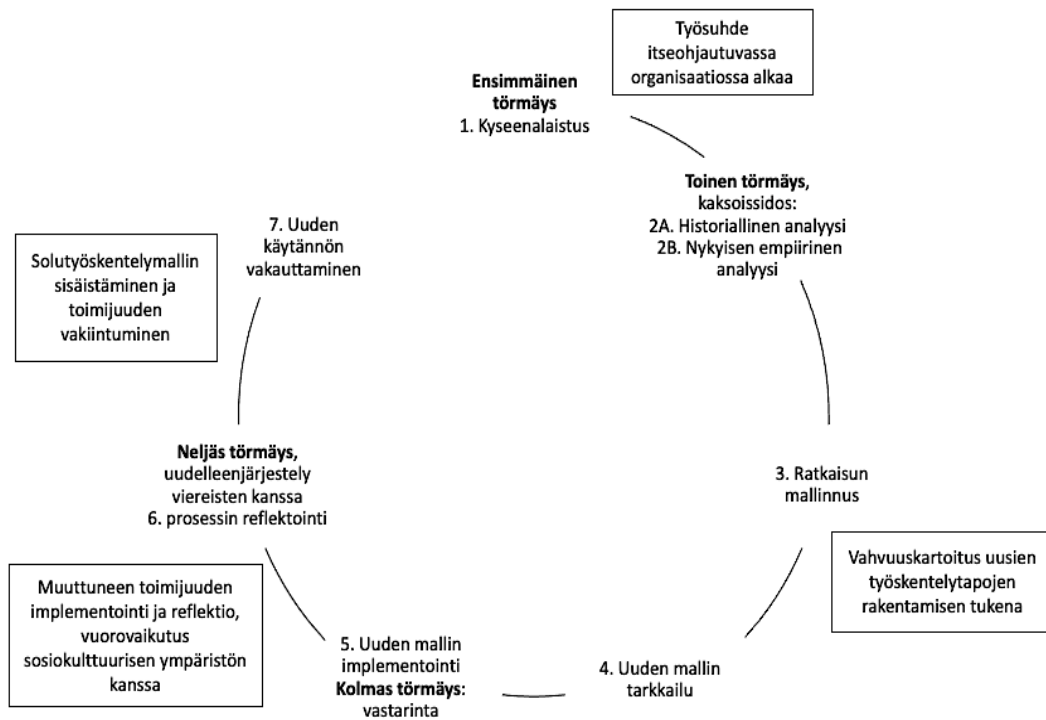 Työsuhde
itseohjautuvassa
organisaatiossa alkaa
Ensimmäinen
törmäys
1. Kyseenalaistus
Toinen törmäys,
kaksoissidos:
2A. Historiallinen analyysi
2B. Nykyisen empiirinen
analyysi
3. Ratkaisun
mallinnus
Vahvuuskartoitus uusien
työskentelytapojen
rakentamisen tukena
4. Uuden mallin
tarkkailu
5. Uuden mallin
implementointi
Kolmas törmäys:
vastarinta
Muuttuneen toimijuuden
implementointi ja reflektio,
vuorovaikutus
sosiokulttuurisen ympäristön
kanssa
Neljäs törmäys,
uudelleenjärjestely
viereisten kanssa
6. prosessin reflektointi
Solutyöskentelymallin
sisäistäminen ja
toimijuuden
vakiintuminen
7. Uuden
käytännön
vakauttaminen